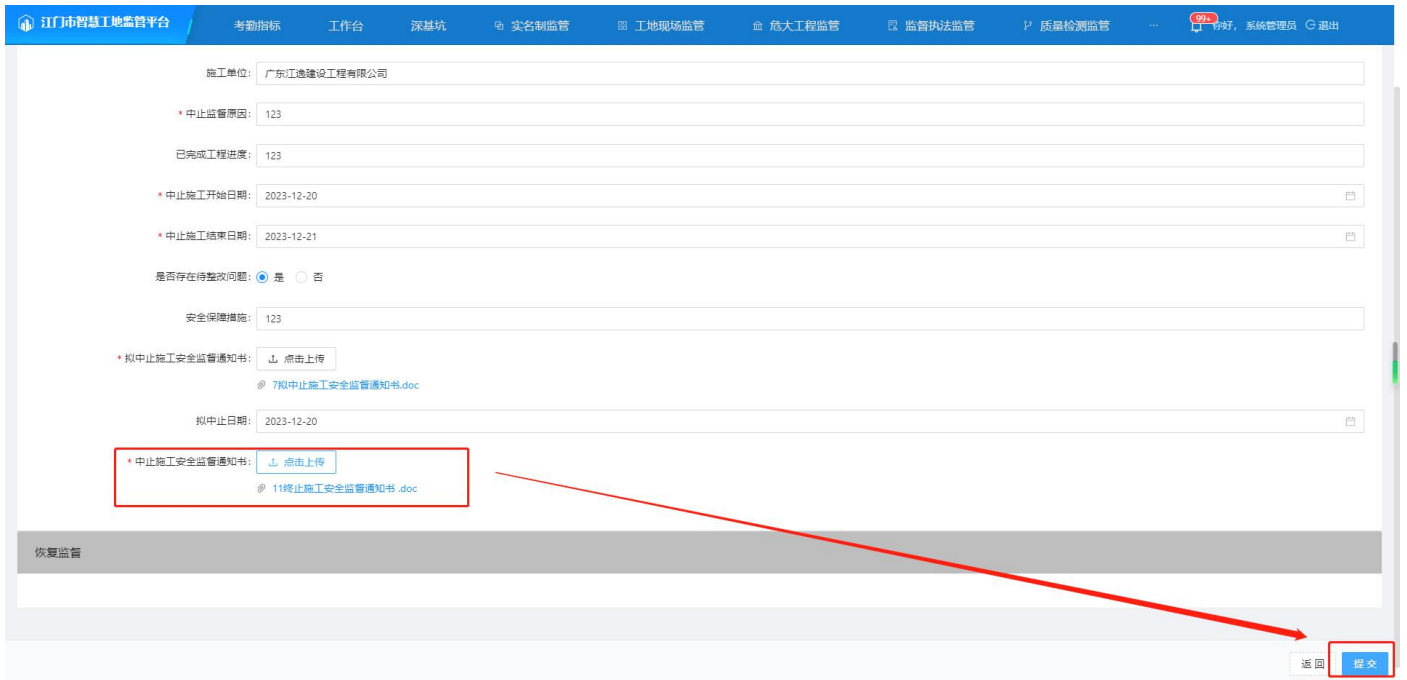 江门市智慧工地监管平台 考勤指标 工作台 深基坑 实名制监管 工地现场监管 危大工程监管 监督执法监管 质量检测监管 ... 99+ 你好，系统管理员 退出
施工单位: 广东江逸建设工程有限公司
* 中止监督原因: 123
已完成工程进度: 123
* 中止施工开始日期: 2023-12-20
* 中止施工结束日期: 2023-12-21
是否存在待整改问题: 是 否
安全保障措施: 123
* 拟中止施工安全监督通知书: 点击上传
7拟中止施工安全监督通知书.doc
拟中止日期: 2023-12-20
* 中止施工安全监督通知书: 点击上传
11终止施工安全监督通知书 .doc
恢复监督
返回 提交